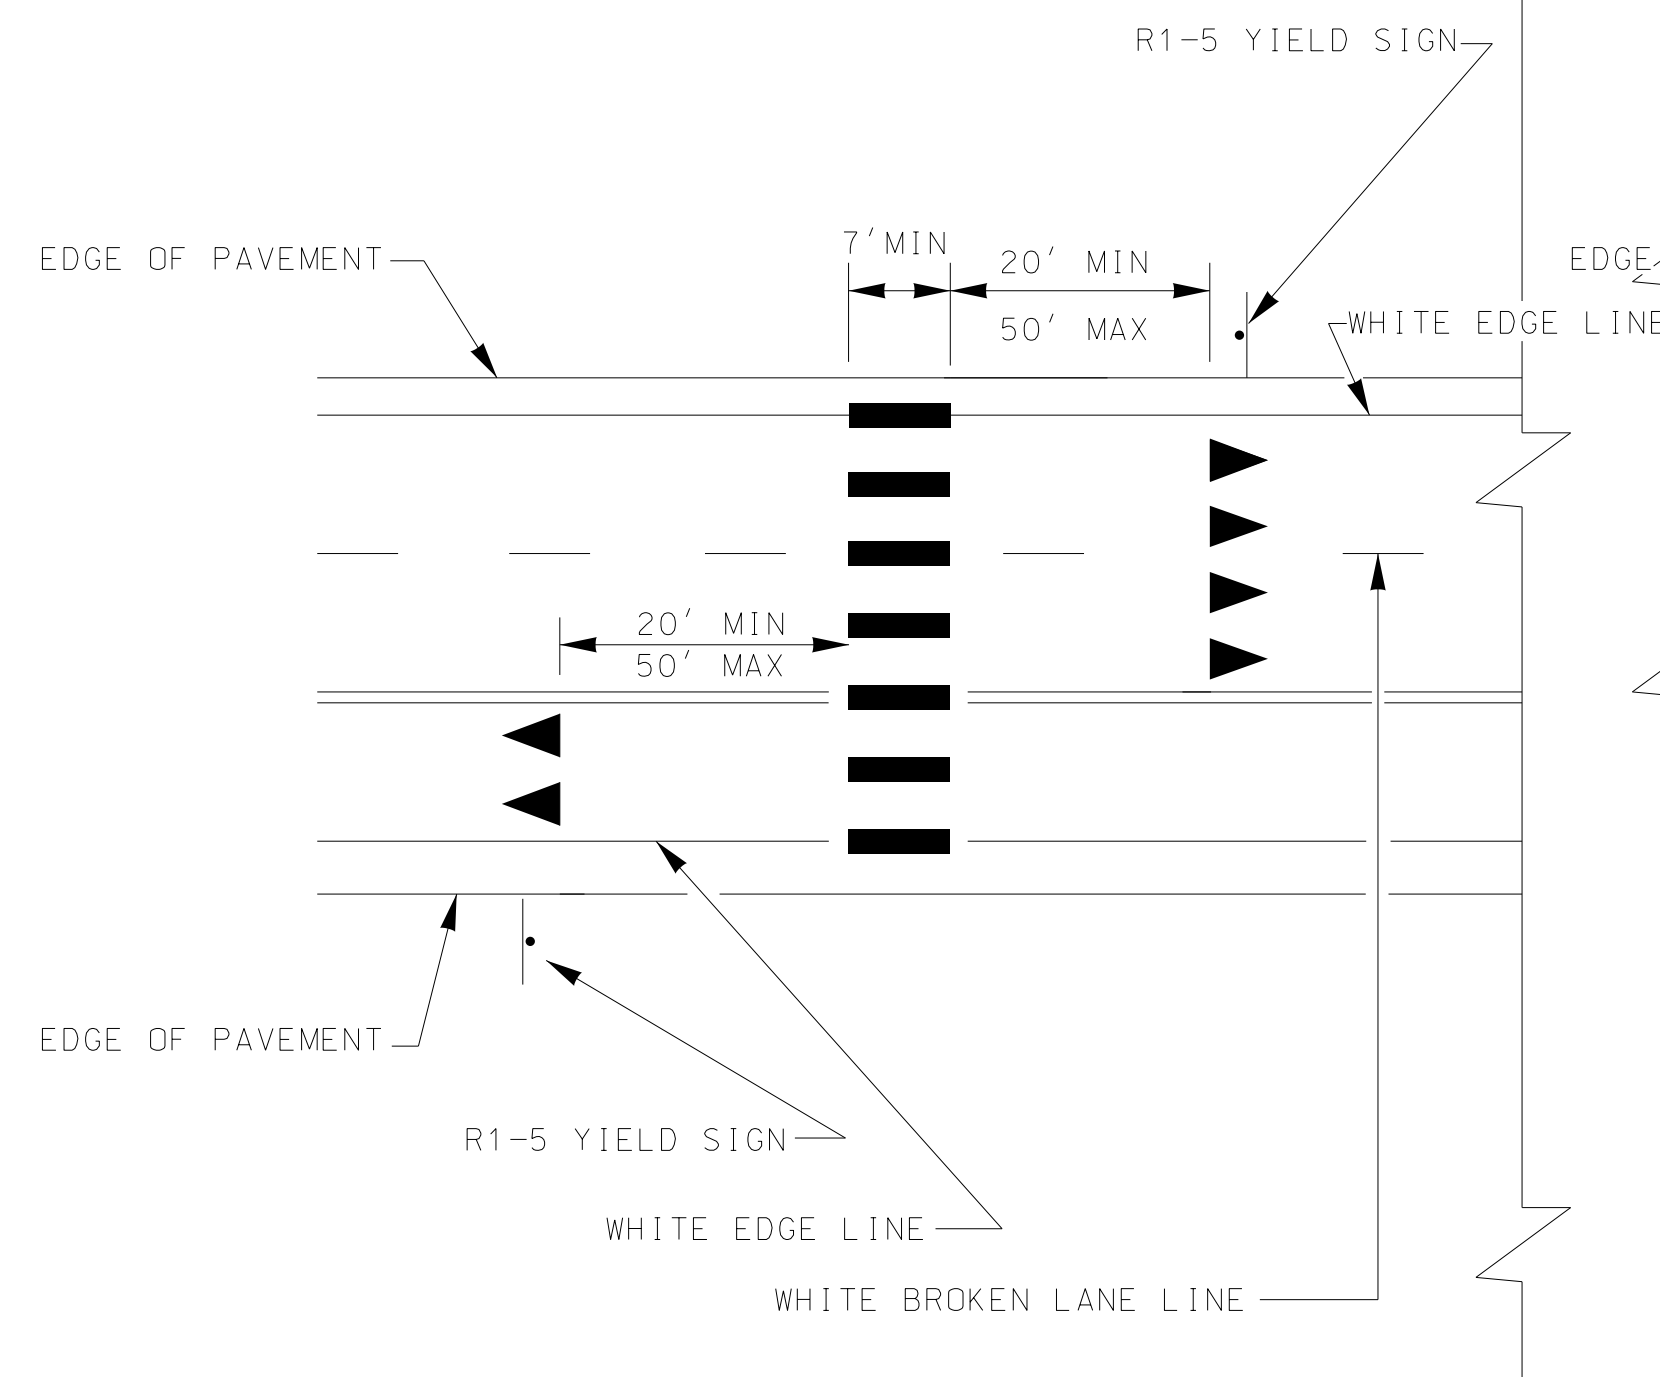 R1-5 YIELD SIGN
7'MIN
EDGE OF PAVEMENT
20' MIN
EDGE
50' MAX
WHITE EDGE LINE
20' MIN
50' MAX
EDGE OF PAVEMENT
R1-5 YIELD SIGN
WHITE EDGE LINE
WHITE BROKEN LANE LINE